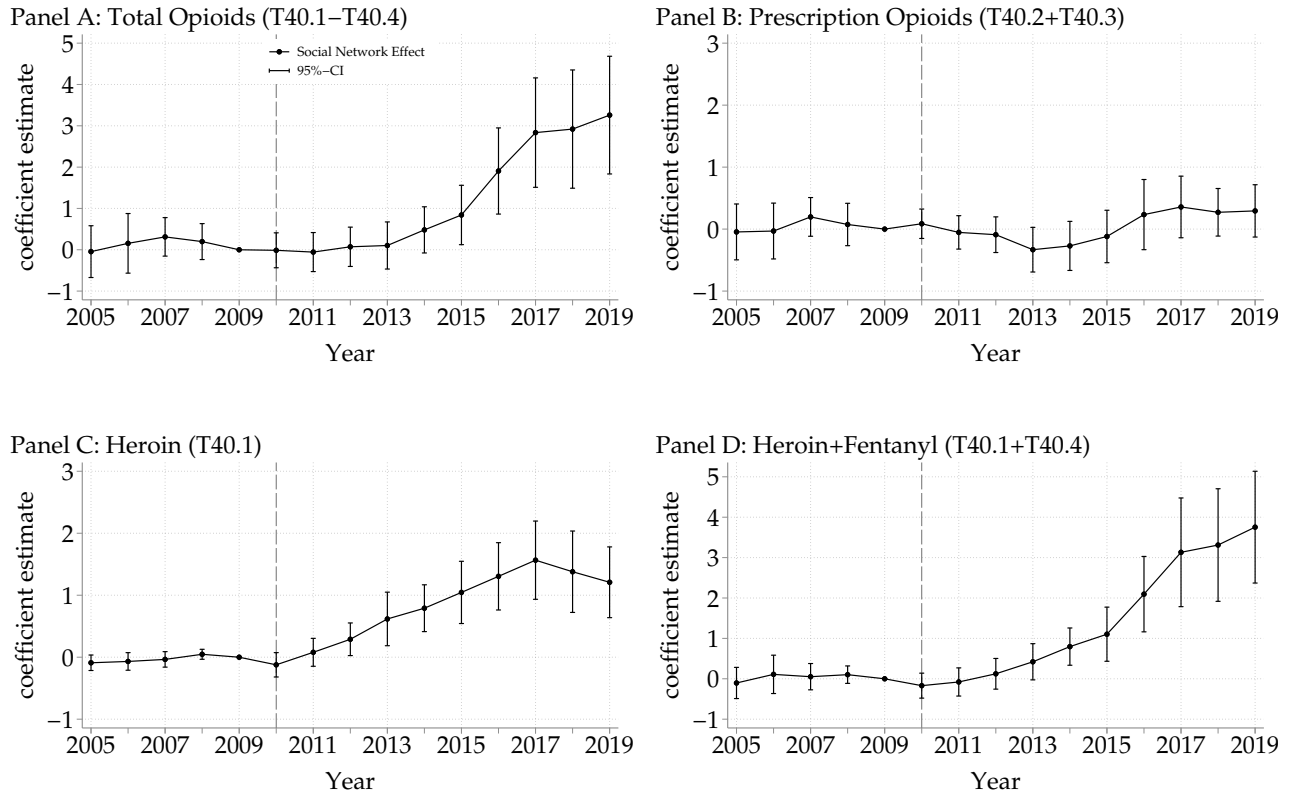 Panel A: Total Opioids (T40.1−T40.4)
Social Network Effect
95%−CI
coefficient estimate
5
4
3
2
1
0
−1
2005 2007 2009 2011 2013 2015 2017 2019
Year
Panel B: Prescription Opioids (T40.2+T40.3)
coefficient estimate
3
2
1
0
−1
2005 2007 2009 2011 2013 2015 2017 2019
Year
Panel C: Heroin (T40.1)
coefficient estimate
3
2
1
0
−1
2005 2007 2009 2011 2013 2015 2017 2019
Year
Panel D: Heroin+Fentanyl (T40.1+T40.4)
coefficient estimate
5
4
3
2
1
0
−1
2005 2007 2009 2011 2013 2015 2017 2019
Year